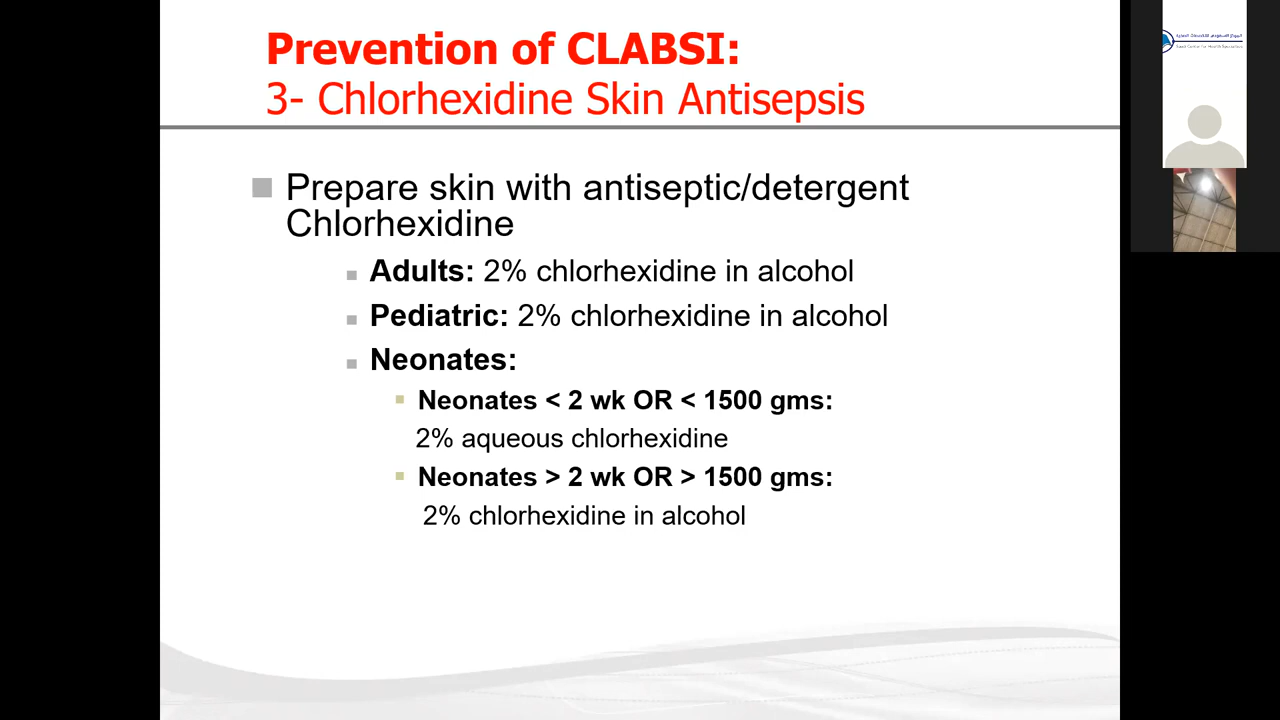 Prevention of CLABSI:
3- Chlorhexidine Skin Antisepsis
Prepare skin with antiseptic/detergent
Chlorhexidine
Adults: 2% chlorhexidine in alcohol
Pediatric: 2% chlorhexidine in alcohol
Neonates:
Neonates < 2 wk OR < 1500 gms:
2% aqueous chlorhexidine
Neonates > 2 wk OR > 1500 gms:
2% chlorhexidine in alcohol